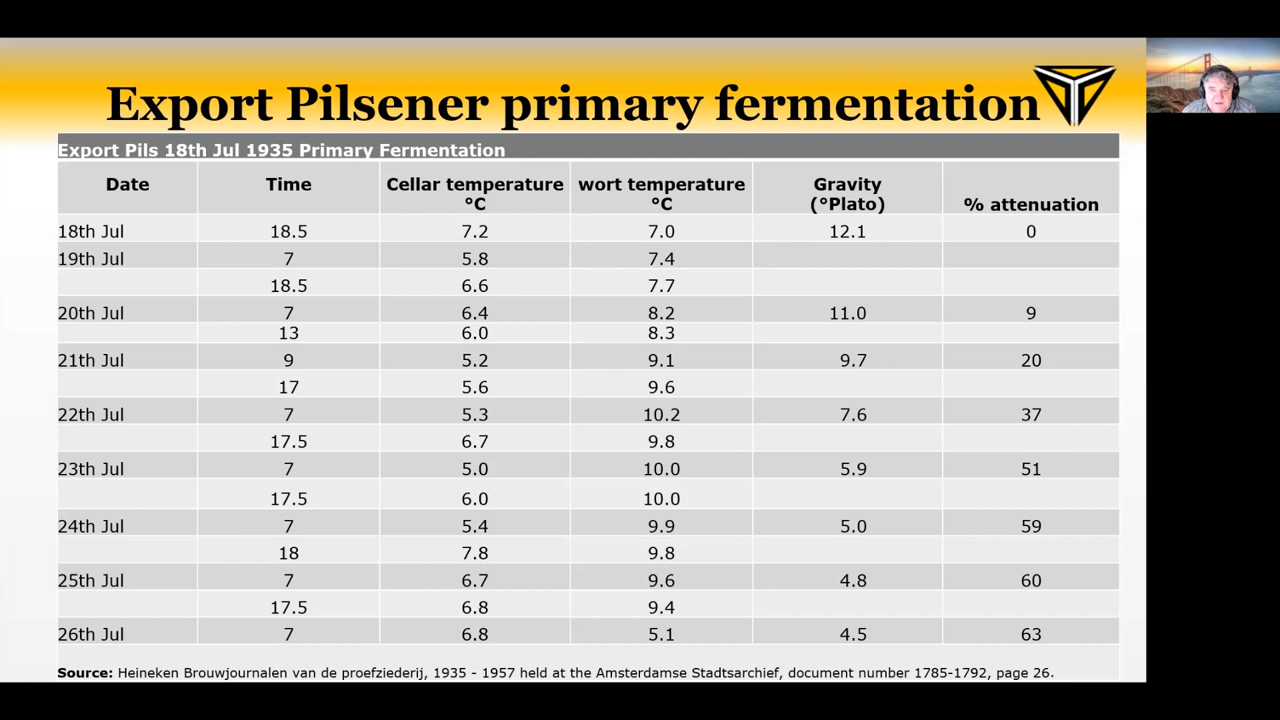 Export Pilsener primary fermentation
Export Pils 18th Jul 1935 Primary Fermentation
Date Time Cellar temperature °C wort temperature °C Gravity (°Plato) % attenuation
18th Jul 18.5 7.2 7.0 12.1 0
19th Jul 7 5.8 7.4
18.5 6.6 7.7
20th Jul 7 6.4 8.2 11.0 9
13 6.0 8.3
21th Jul 9 5.2 9.1 9.7 20
17 5.6 9.6
22th Jul 7 5.3 10.2 7.6 37
17.5 6.7 9.8
23th Jul 7 5.0 10.0 5.9 51
17.5 6.0 10.0
24th Jul 7 5.4 9.9 5.0 59
18 7.8 9.8
25th Jul 7 6.7 9.6 4.8 60
17.5 6.8 9.4
26th Jul 7 6.8 5.1 4.5 63
Source: Heineken Brouwjournalen van de proefziederij, 1935 - 1957 held at the Amsterdamse Stadtsarchief, document number 1785-1792, page 26.